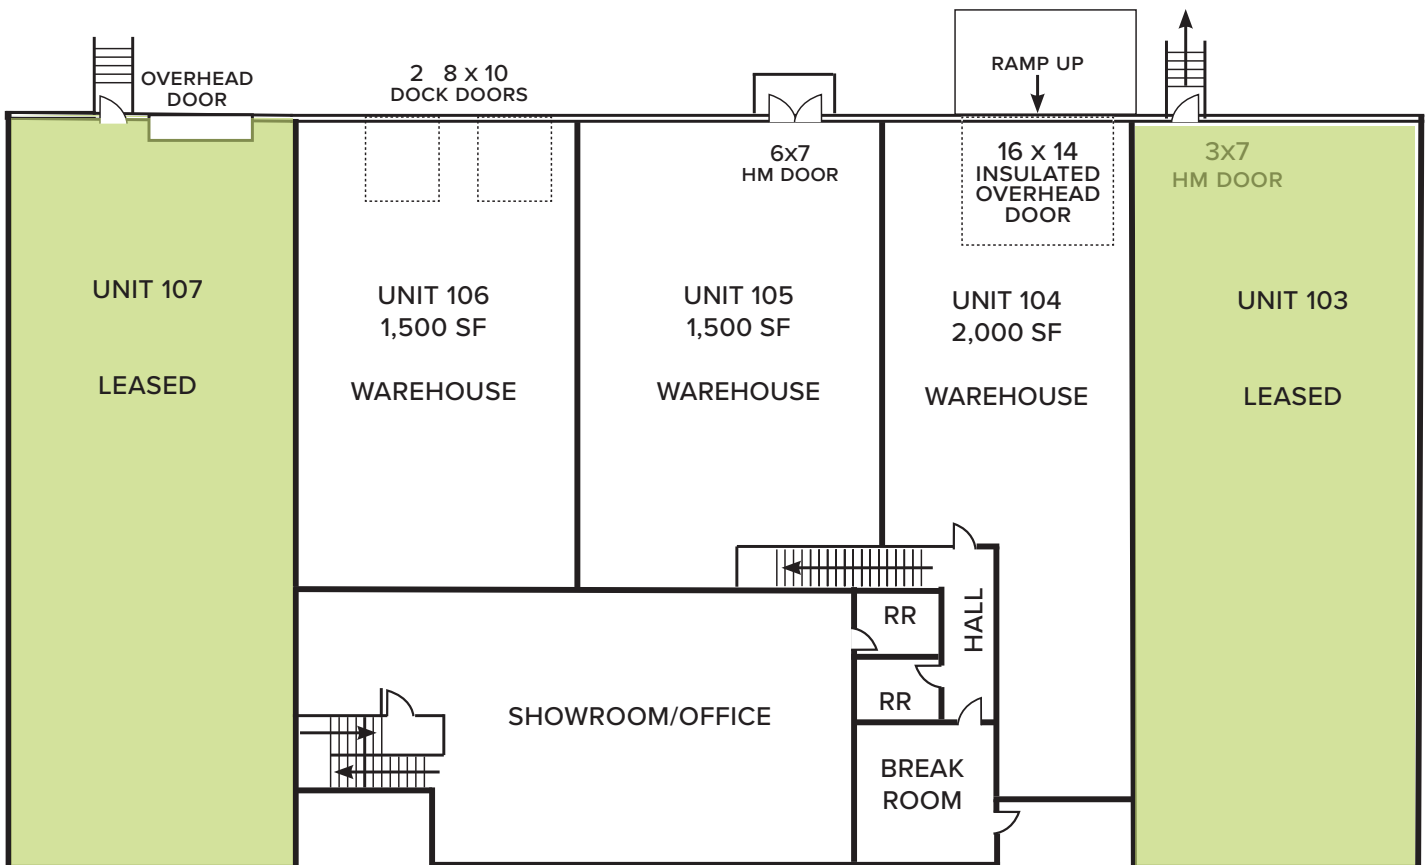 OVERHEAD
DOOR
2 8 x 10
DOCK DOORS
RAMP UP
6x7
HM DOOR
16 x 14
INSULATED
OVERHEAD
DOOR
3x7
HM DOOR
UNIT 107
LEASED
UNIT 106
1,500 SF
WAREHOUSE
UNIT 105
1,500 SF
WAREHOUSE
UNIT 104
2,000 SF
WAREHOUSE
UNIT 103
LEASED
RR
HALL
RR
SHOWROOM/OFFICE
BREAK
ROOM